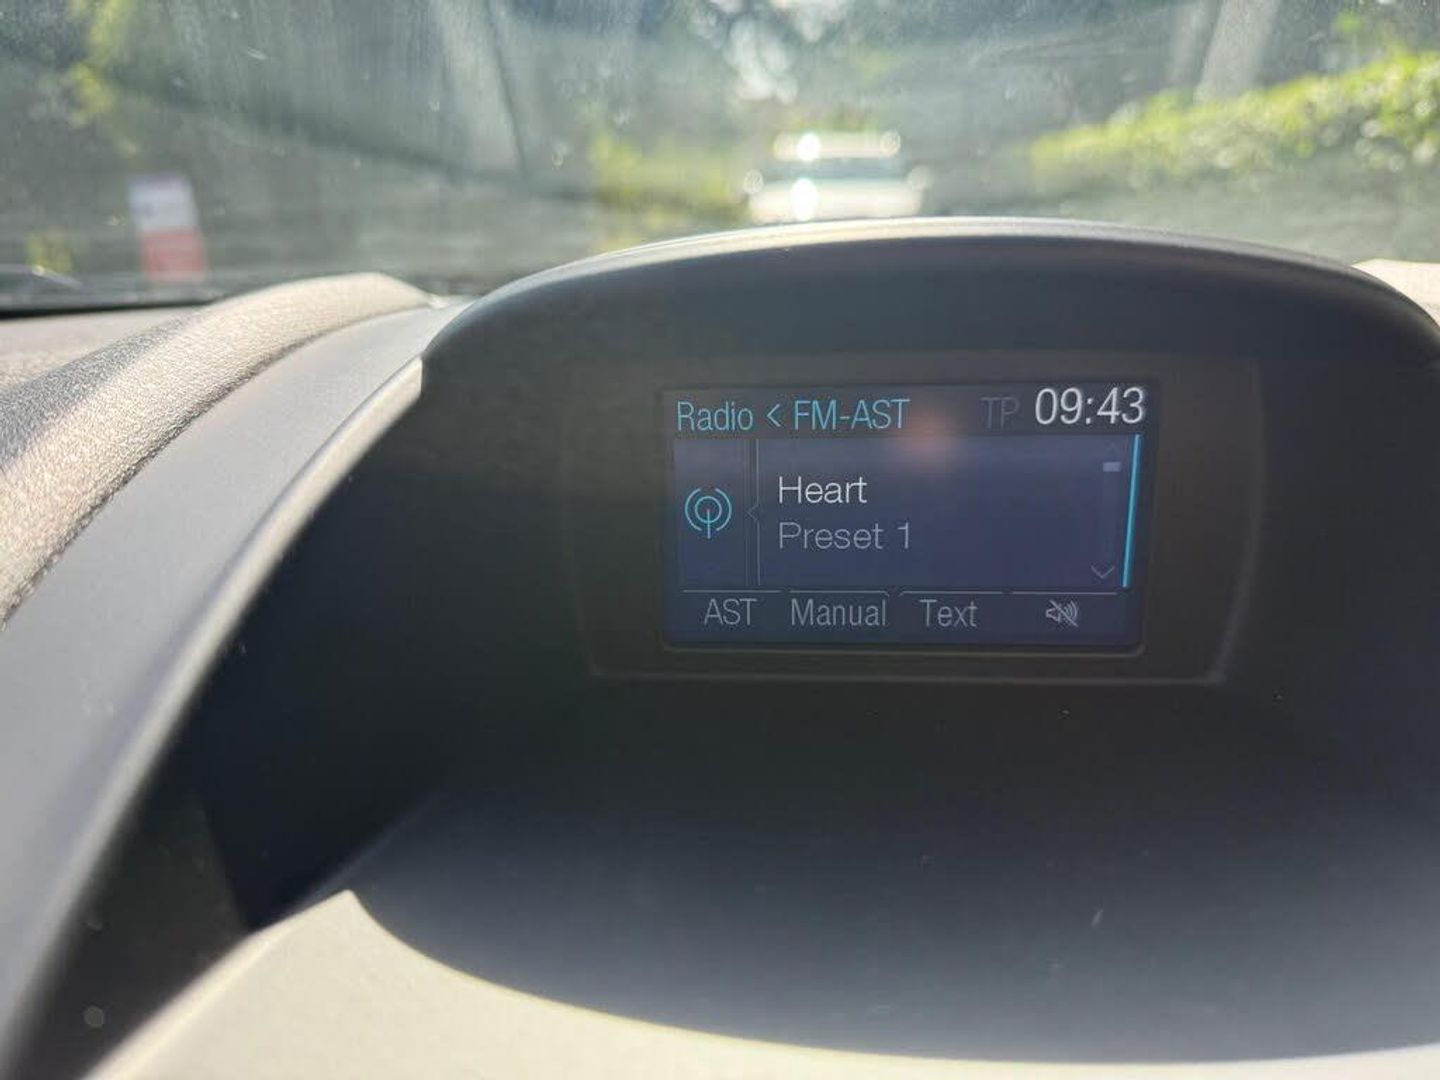 Radio < FM-AST TP 09:43
Heart
Preset 1
AST Manual Text